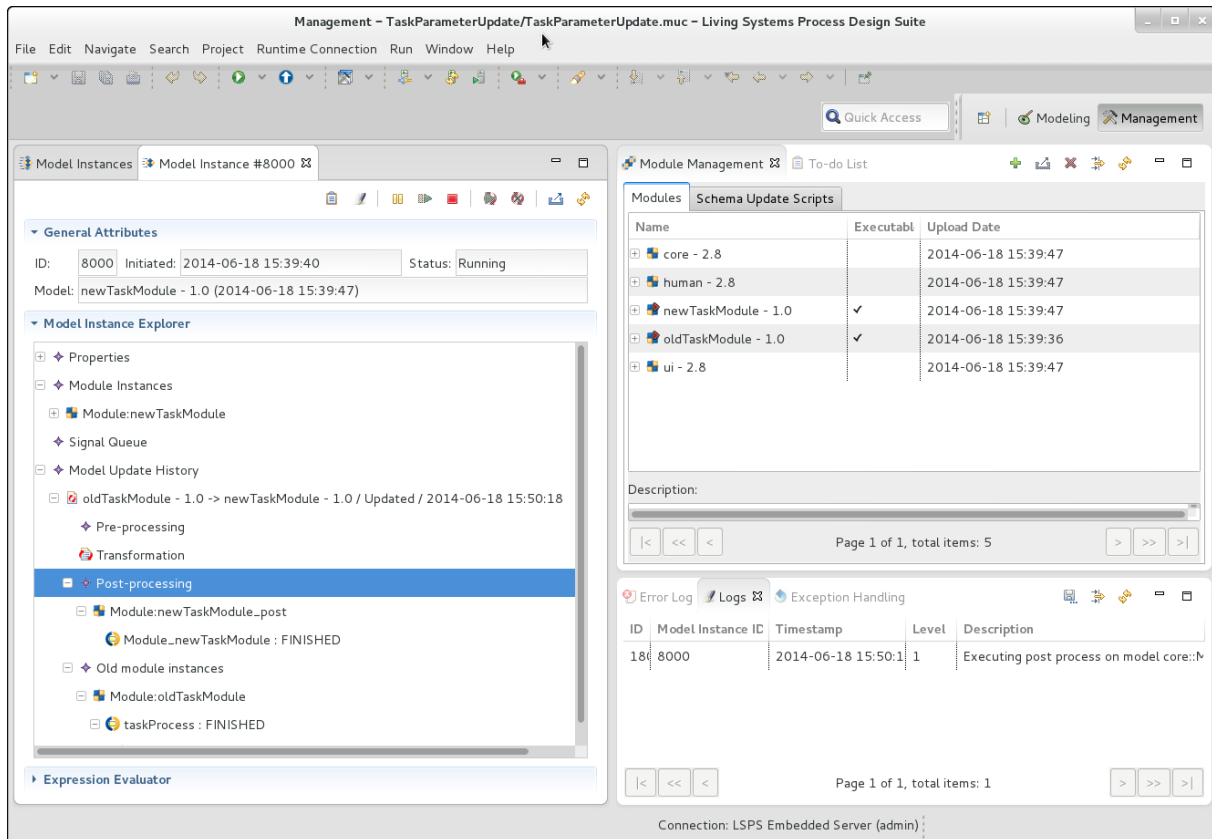 Management – TaskParameterUpdate/TaskParameterUpdate.muc – Living Systems Process Design Suite
File Edit Navigate Search Project Runtime Connection Run Window Help
Quick Access
Modeling
Management
Model Instances
Model Instance #8000
General Attributes
ID: 8000 Initiated: 2014-06-18 15:39:40 Status: Running
Model: newTaskModule - 1.0 (2014-06-18 15:39:47)
Model Instance Explorer
Properties
Module Instances
Module:newTaskModule
Signal Queue
Model Update History
oldTaskModule - 1.0 -> newTaskModule - 1.0 / Updated / 2014-06-18 15:50:18
Pre-processing
Transformation
Post-processing
Module:newTaskModule_post
Module_newTaskModule : FINISHED
Old module instances
Module:oldTaskModule
taskProcess : FINISHED
Expression Evaluator
Module Management
To-do List
Modules
Schema Update Scripts
Name Executabl Upload Date
core - 2.8 2014-06-18 15:39:47
human - 2.8 2014-06-18 15:39:47
newTaskModule - 1.0 ✔ 2014-06-18 15:39:47
oldTaskModule - 1.0 ✔ 2014-06-18 15:39:36
ui - 2.8 2014-06-18 15:39:47
Description:
|< << < Page 1 of 1, total items: 5 > >> >|
Error Log
Logs
Exception Handling
ID Model Instance ID Timestamp Level Description
8000 2014-06-18 15:50:1 1 Executing post process on model core::
|< << < Page 1 of 1, total items: 1 > >> >|
Connection: LSPS Embedded Server (admin)